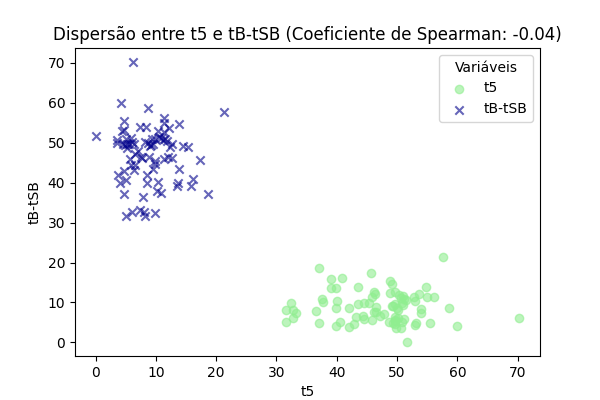 Dispersão entre t5 e tB-tSB (Coeficiente de Spearman: -0.04)
70
60
50
40
30
20
10
0
tB-tSB
Variáveis
t5
tB-tSB
0 10 20 30 40 50 60 70
t5